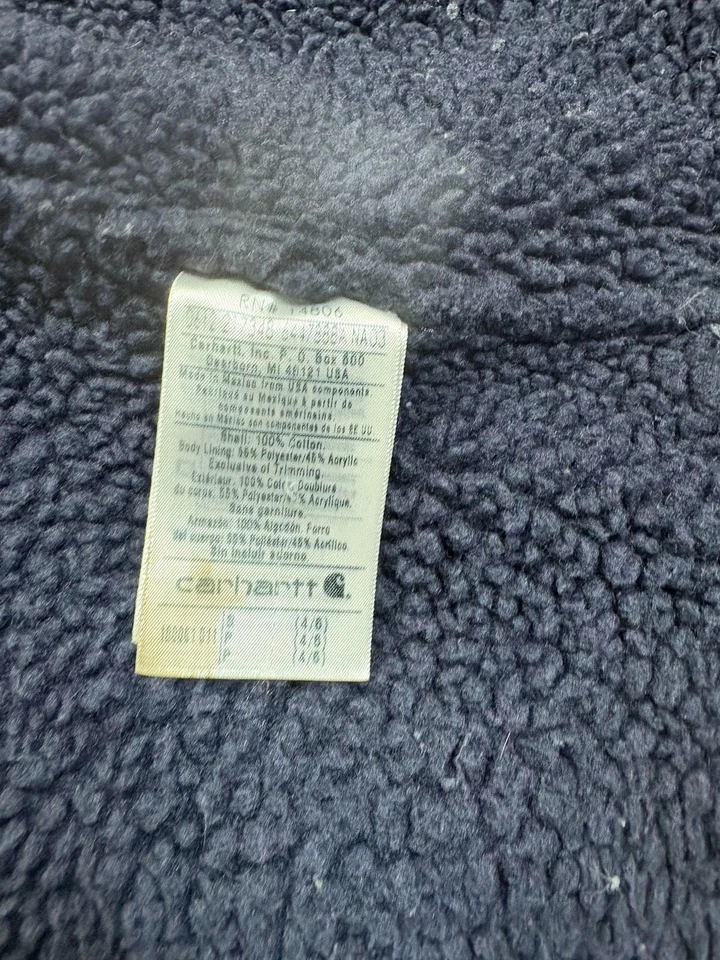 RN# 14806
Carhartt, Inc. P. O. Box 600
Dearborn, MI 48121 USA
Made in Mexico from USA components
Fabriqué au Mexique à partir de
composants américains.
Hecho en México con componentes de los EE UU.
Shell: 100% Cotton.
Body Lining: 55% Polyester/45% Acrylic
Exclusive of Trimming.
Extérieur: 100% Coton Doublure
du corps: 55% Polyester/45% Acrylique.
Sans garniture.
Armazón: 100% Algodón. Forro
del cuerpo: 55% Poliéster/45% Acrílico
Sin incluir adorno
carhartt
S (4/6)
100061 011 P (4/6)
P (4/6)